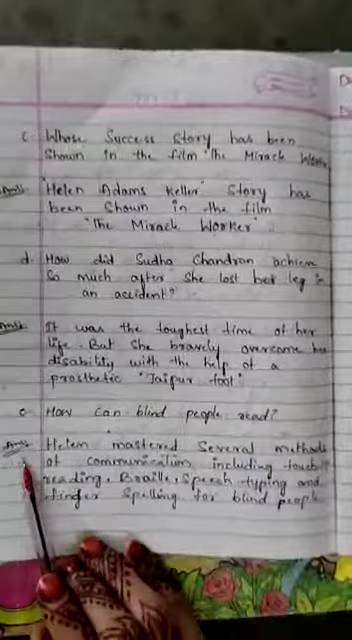 c. Whose Success Story has been
Shown in the film "The Mirack Worker
Ans: "Helen Adams Keller" Story has
been Shown in the film
"The Mirack Worker"
d. How did Sudha Chandran achieve
So much after She lost her leg in
an accident?
Ans: It was the toughest time of her
life. But She bravely overcame her
disability with the help of a
prosthetic "Jaipur foot"
e. How can blind people read?
Ans: Helen mastered Several methods
of communication including touch
reading, Braille, Speech typing and
finger Spelling for blind people